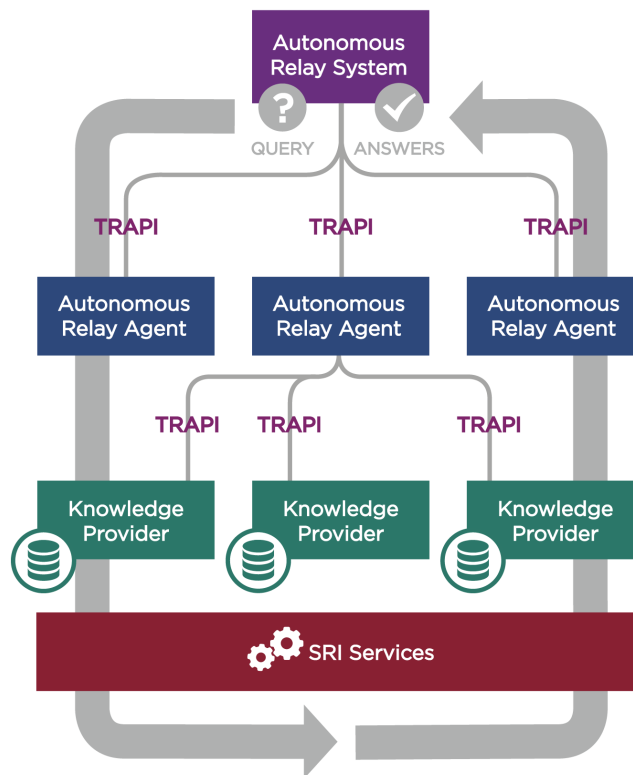 Autonomous
Relay System
?
QUERY
ANSWERS
TRAPI
TRAPI
TRAPI
Autonomous
Relay Agent
Autonomous
Relay Agent
Autonomous
Relay Agent
TRAPI
TRAPI
TRAPI
Knowledge
Provider
Knowledge
Provider
Knowledge
Provider
SRI Services